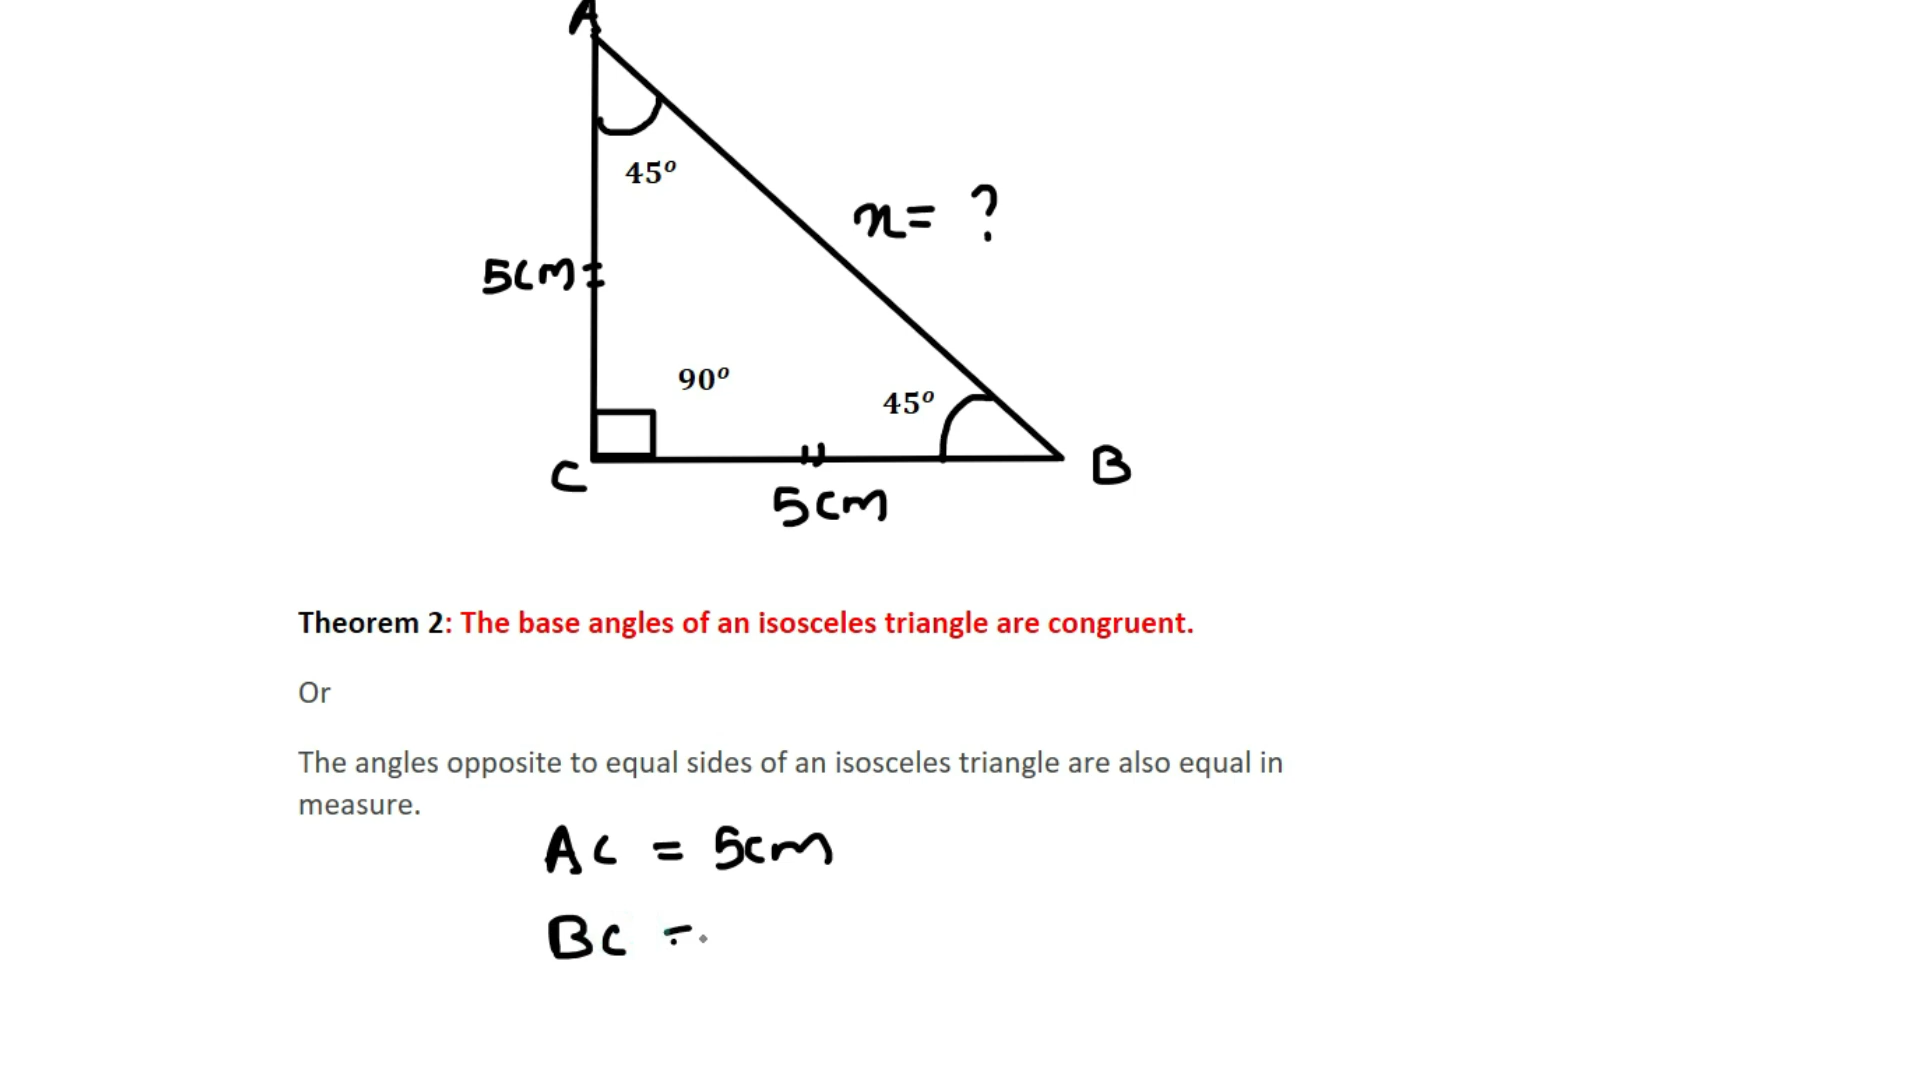 A
45°
x = ?
5cm
90°
45°
C
B
5cm
Theorem 2: The base angles of an isosceles triangle are congruent.
Or
The angles opposite to equal sides of an isosceles triangle are also equal in
measure.
AC = 5cm
BC =